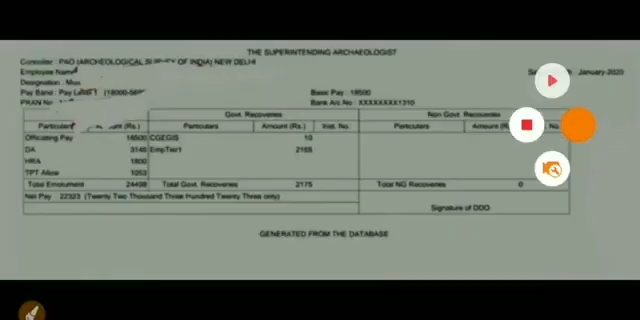 THE SUPERINTENDING ARCHAEOLOGIST
Controller : PAO (ARCHEOLOGICAL SURVEY OF INDIA) NEW DELHI
Employee Name
January-2020
Designation :
Pay Band : Pay Basic Pay : 18500
PRAN No Bank A/c No : XXXXXXX1310
Govt. Recoveries Non Govt. Recoveries
Particulars Particulars Amount (Rs.) Inst. No. Particulars No.
Officiating Pay 18500 CGEGIS 10
DA 3145 EmpTier1 2165
HRA 1800
TPT Allow 1053
Total Emolument 24498 Total Govt. Recoveries 2175 Total NG Recoveries 0
Net Pay 22323 (Twenty Two Thousand Three Hundred Twenty Three only)
Signature of DDO
GENERATED FROM THE DATABASE